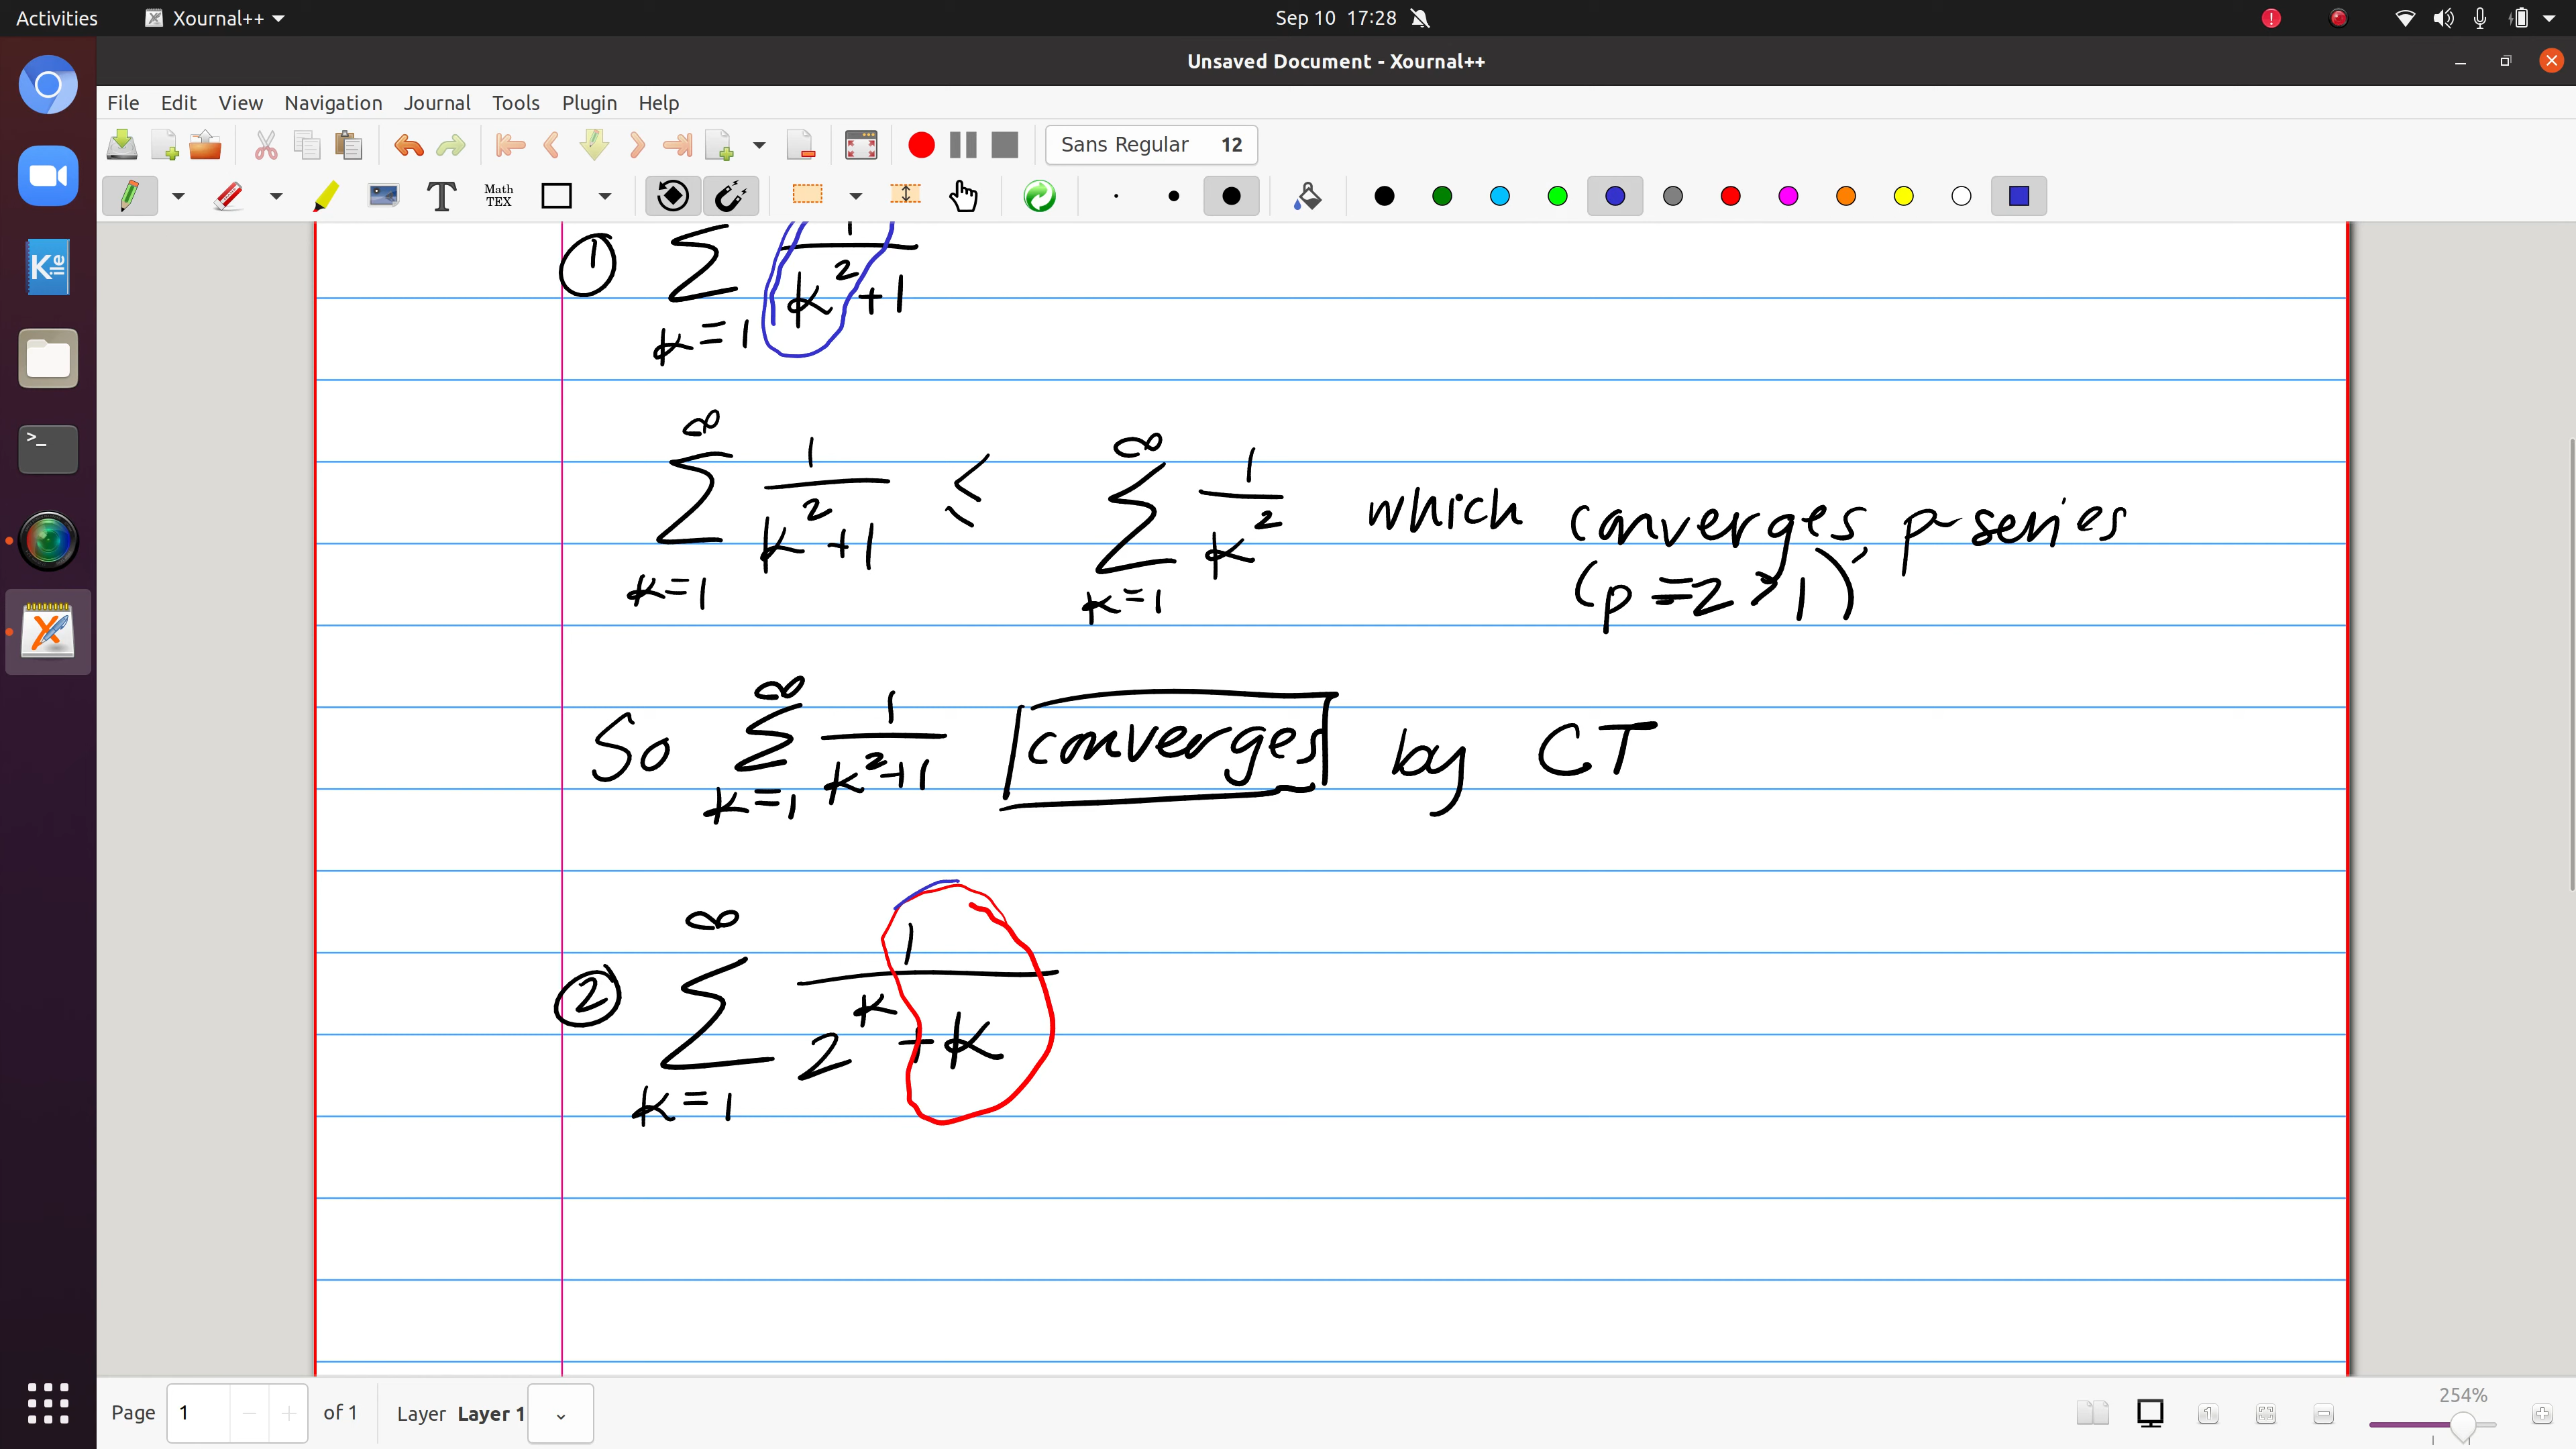 Activities Xournal++ Sep 10 17:28
Unsaved Document - Xournal++
File Edit View Navigation Journal Tools Plugin Help
Sans Regular 12
Math TEX
① ∑_{k=1} 1/(k²+1)
∑_{k=1}^{∞} 1/(k²+1) ≤ ∑_{k=1}^{∞} 1/k² which converges, p-series
(p=2>1)
So ∑_{k=1}^{∞} 1/(k²+1) converges by CT
② ∑_{k=1}^{∞} 1/(2^k+k)
Page 1 of 1 Layer Layer 1 254%